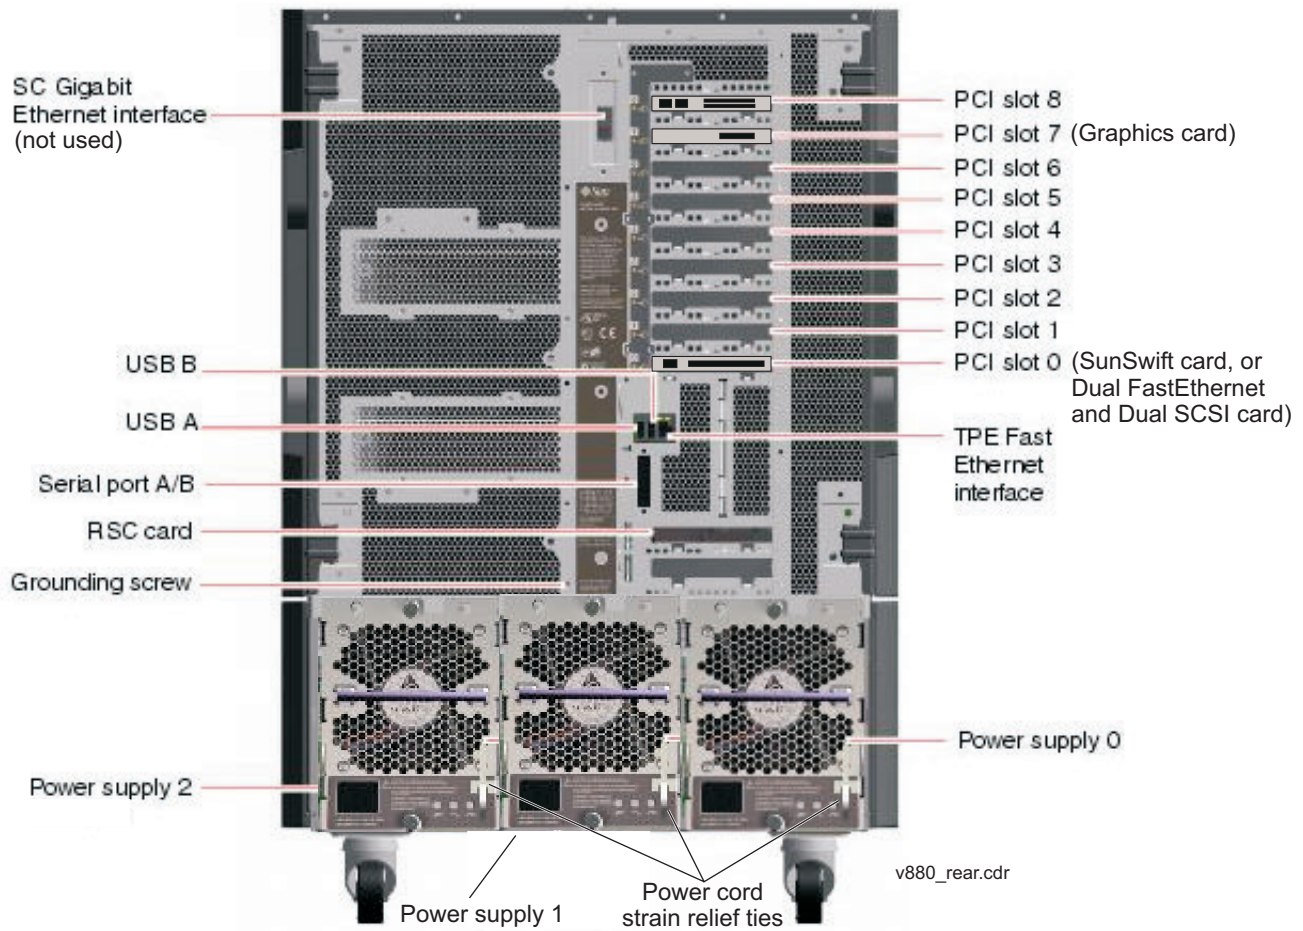 SC Gigabit
Ethernet interface
(not used)
USB B
USB A
Serial port A/B
RSC card
Grounding screw
Power supply 2
Power supply 1
Power cord
strain relief ties
PCI slot 8
PCI slot 7 (Graphics card)
PCI slot 6
PCI slot 5
PCI slot 4
PCI slot 3
PCI slot 2
PCI slot 1
PCI slot 0 (SunSwift card, or
Dual FastEthernet
and Dual SCSI card)
TPE Fast
Ethernet
interface
Power supply 0
v880_rear.cdr
Sun